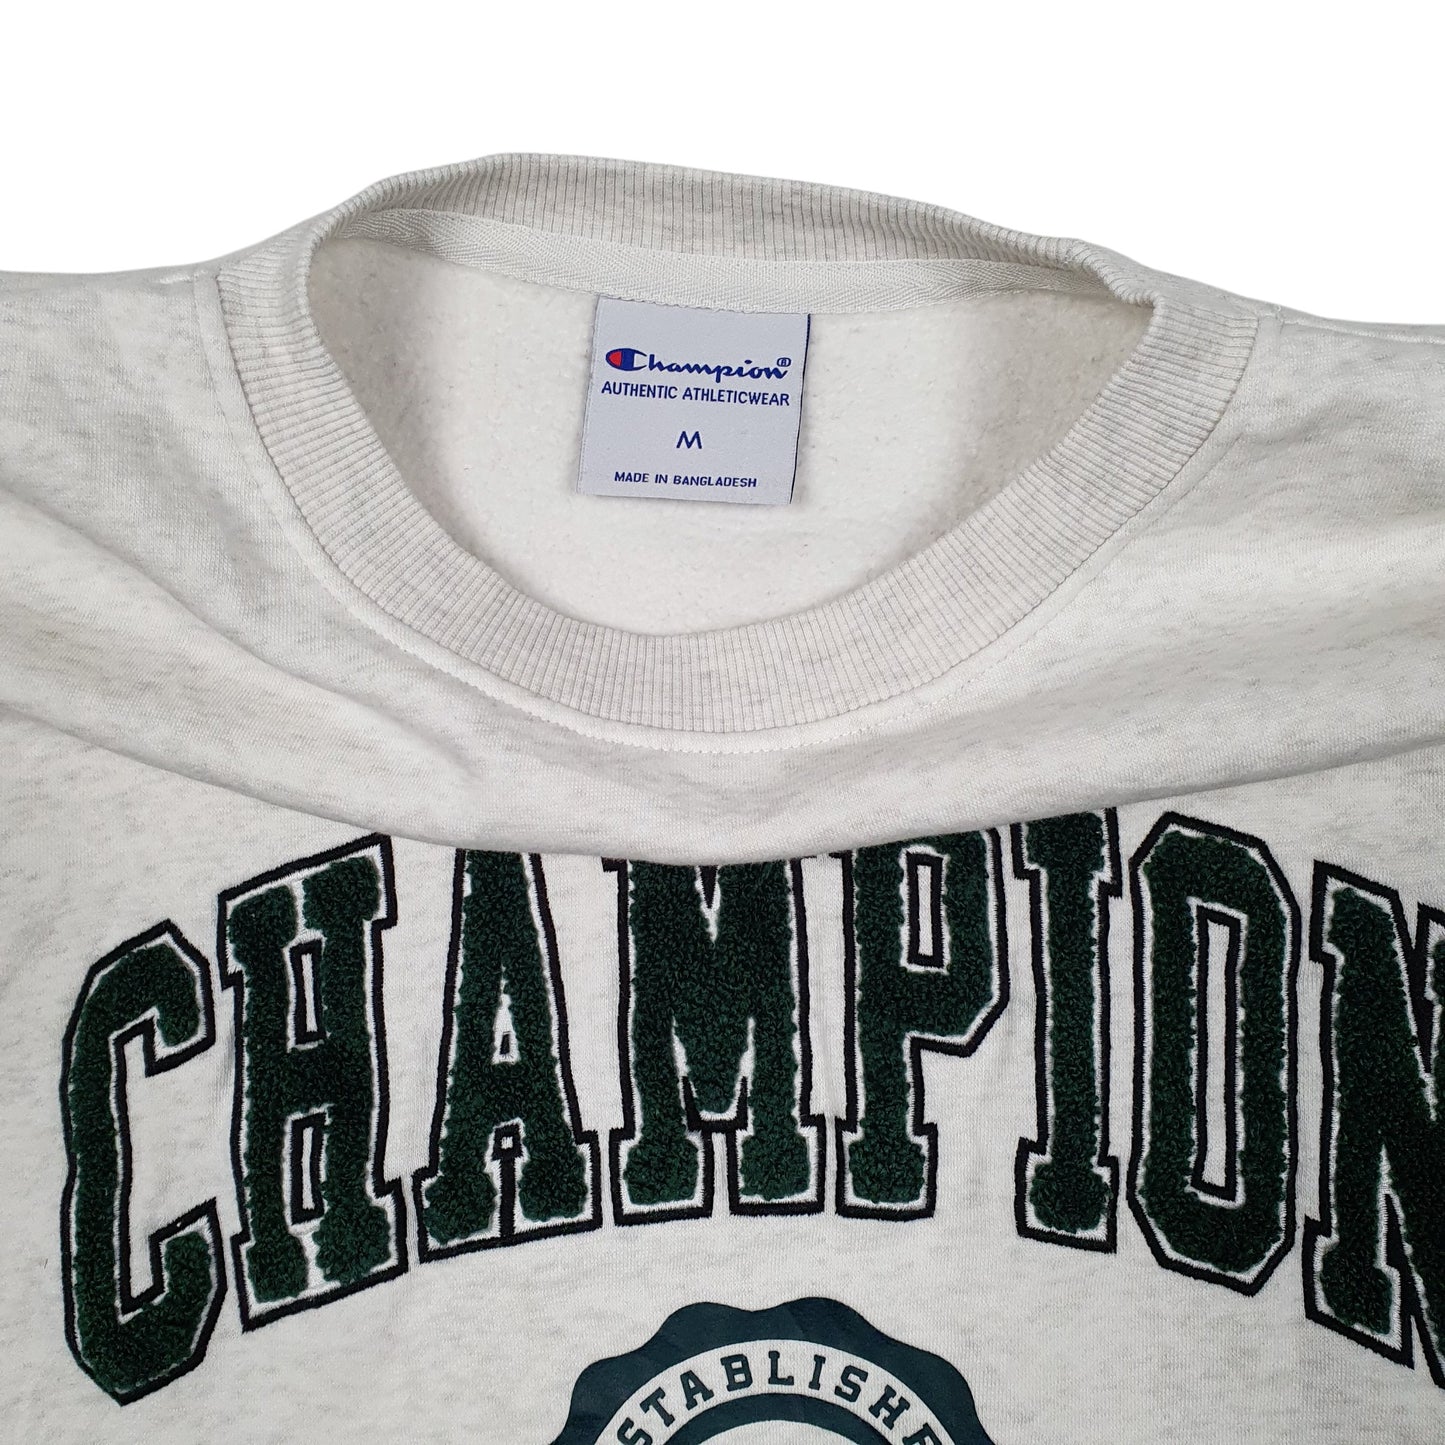 Champion®
AUTHENTIC ATHLETICWEAR
M
MADE IN BANGLADESH
CHAMPION
ESTABLISHE